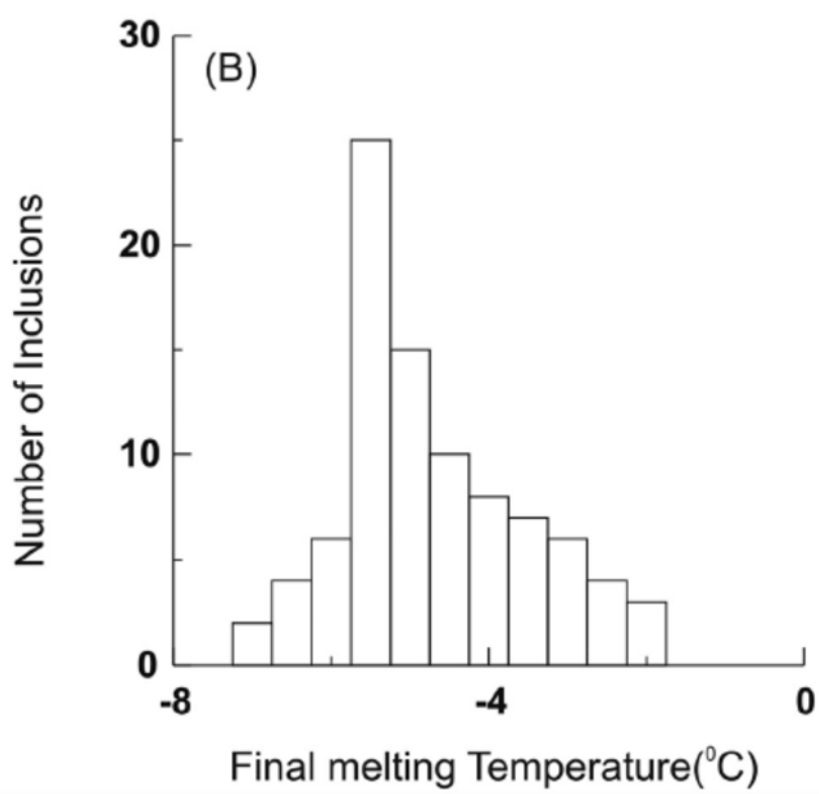 30
(B)
20
10
0
-8
-4
0
Number of Inclusions
Final melting Temperature(⁰C)